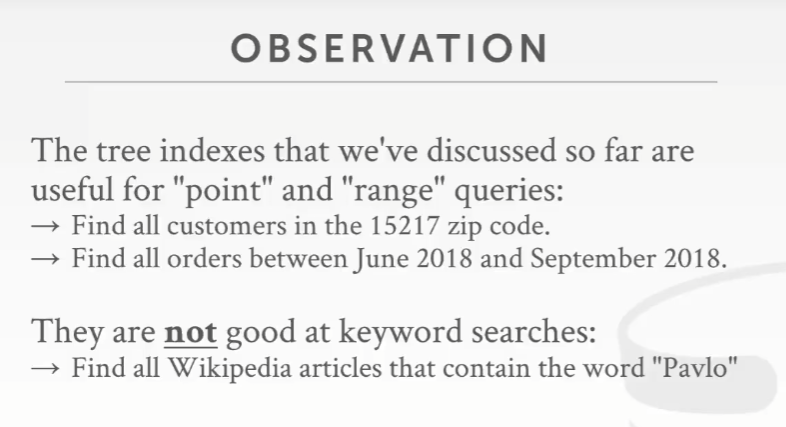 OBSERVATION
The tree indexes that we've discussed so far are
useful for "point" and "range" queries:
→ Find all customers in the 15217 zip code.
→ Find all orders between June 2018 and September 2018.
They are not good at keyword searches:
→ Find all Wikipedia articles that contain the word "Pavlo"